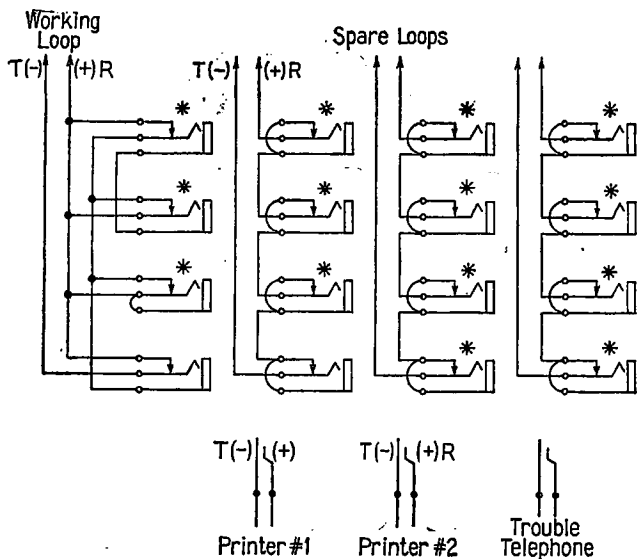 Working
Loop
T(-) (+)R
Spare Loops
T(-) (+)R
* * * *
* * * *
* * * *
* *
T(-) (+)
Printer #1
T(-) (+)R
Printer #2
Trouble
Telephone